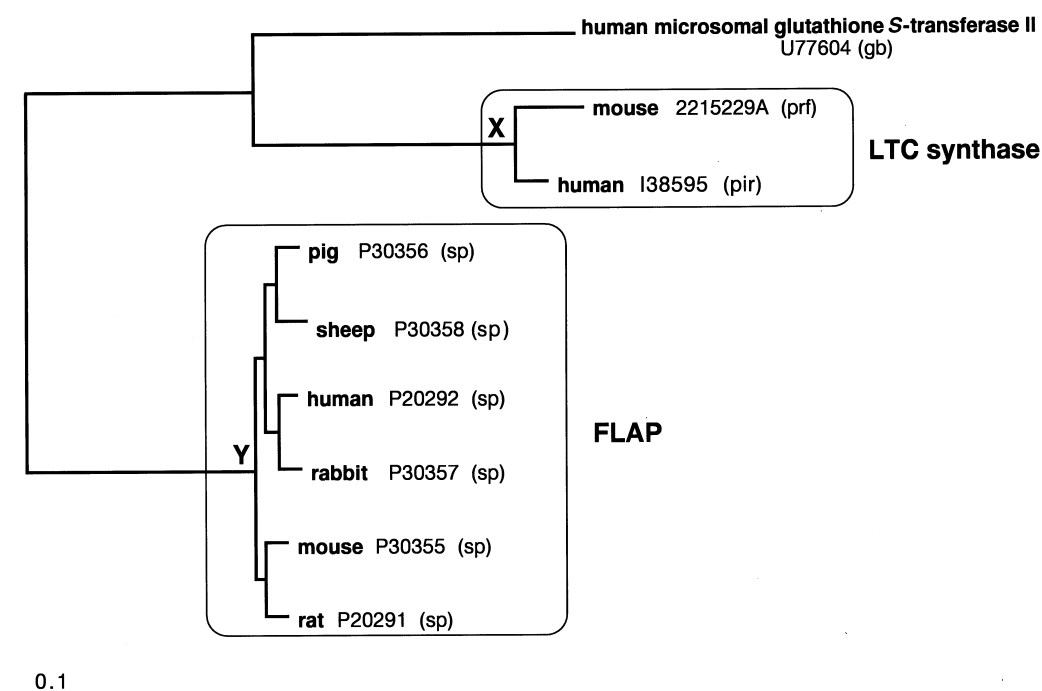 human microsomal glutathione S-transferase II
U77604 (gb)
mouse 2215229A (prf)
X
LTC synthase
human I38595 (pir)
pig P30356 (sp)
sheep P30358 (sp)
human P20292 (sp)
FLAP
Y
rabbit P30357 (sp)
mouse P30355 (sp)
rat P20291 (sp)
0.1